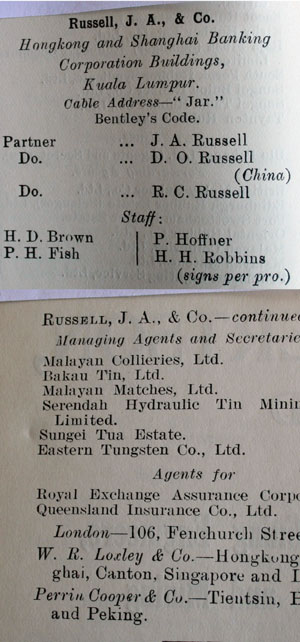 Russell, J. A., & Co.
Hongkong and Shanghai Banking
Corporation Buildings,
Kuala Lumpur.
Cable Address—"Jar."
Bentley's Code.
Partner ... J. A. Russell
Do. ... D. O. Russell
(China)
Do. ... R. C. Russell
Staff:
H. D. Brown | P. Hoffner
P. H. Fish | H. H. Robbins
(signs per pro.)
RUSSELL, J. A., & Co.—continued
Managing Agents and Secretarie
Malayan Collieries, Ltd.
Bakau Tin, Ltd.
Malayan Matches, Ltd.
Serendah Hydraulic Tin Minin
Limited.
Sungei Tua Estate.
Eastern Tungsten Co., Ltd.
Agents for
Royal Exchange Assurance Corpo
Queensland Insurance Co., Ltd.
London—106, Fenchurch Stree
W. R. Loxley & Co.—Hongkong
ghai, Canton, Singapore and
Perrin Cooper & Co.—Tientsin,
and Peking.